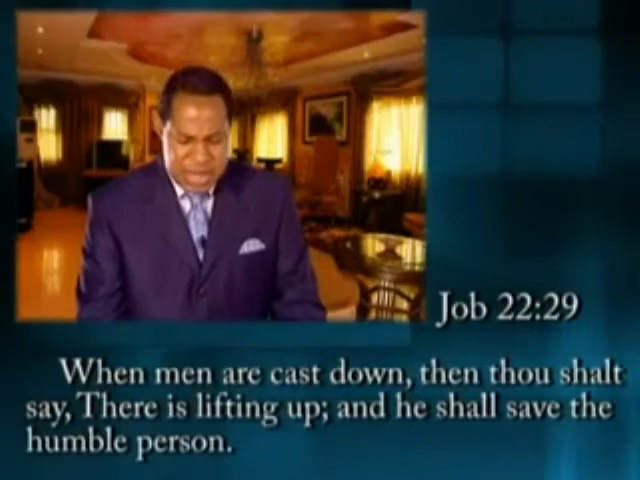 Job 22:29
When men are cast down, then thou shalt
say, There is lifting up; and he shall save the
humble person.